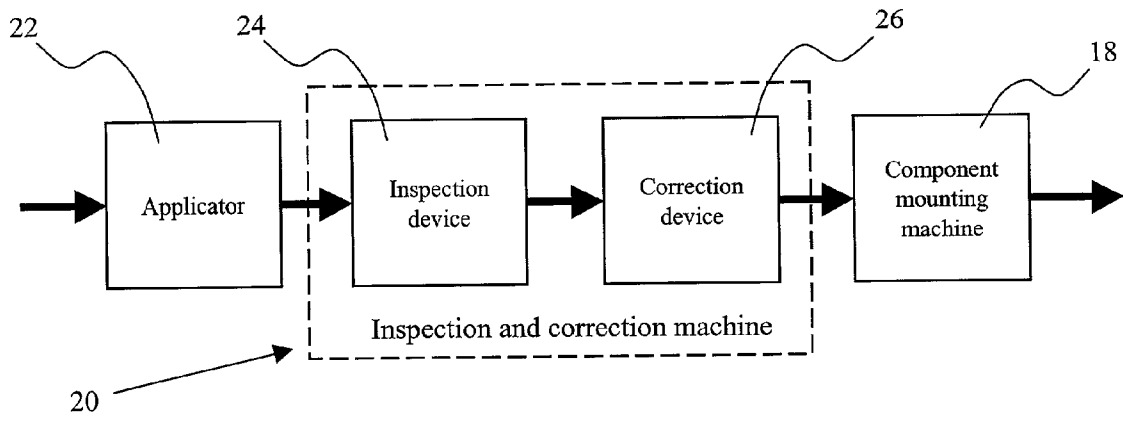 22
24
26
18
Applicator
Inspection
device
Correction
device
Component
mounting
machine
Inspection and correction machine
20